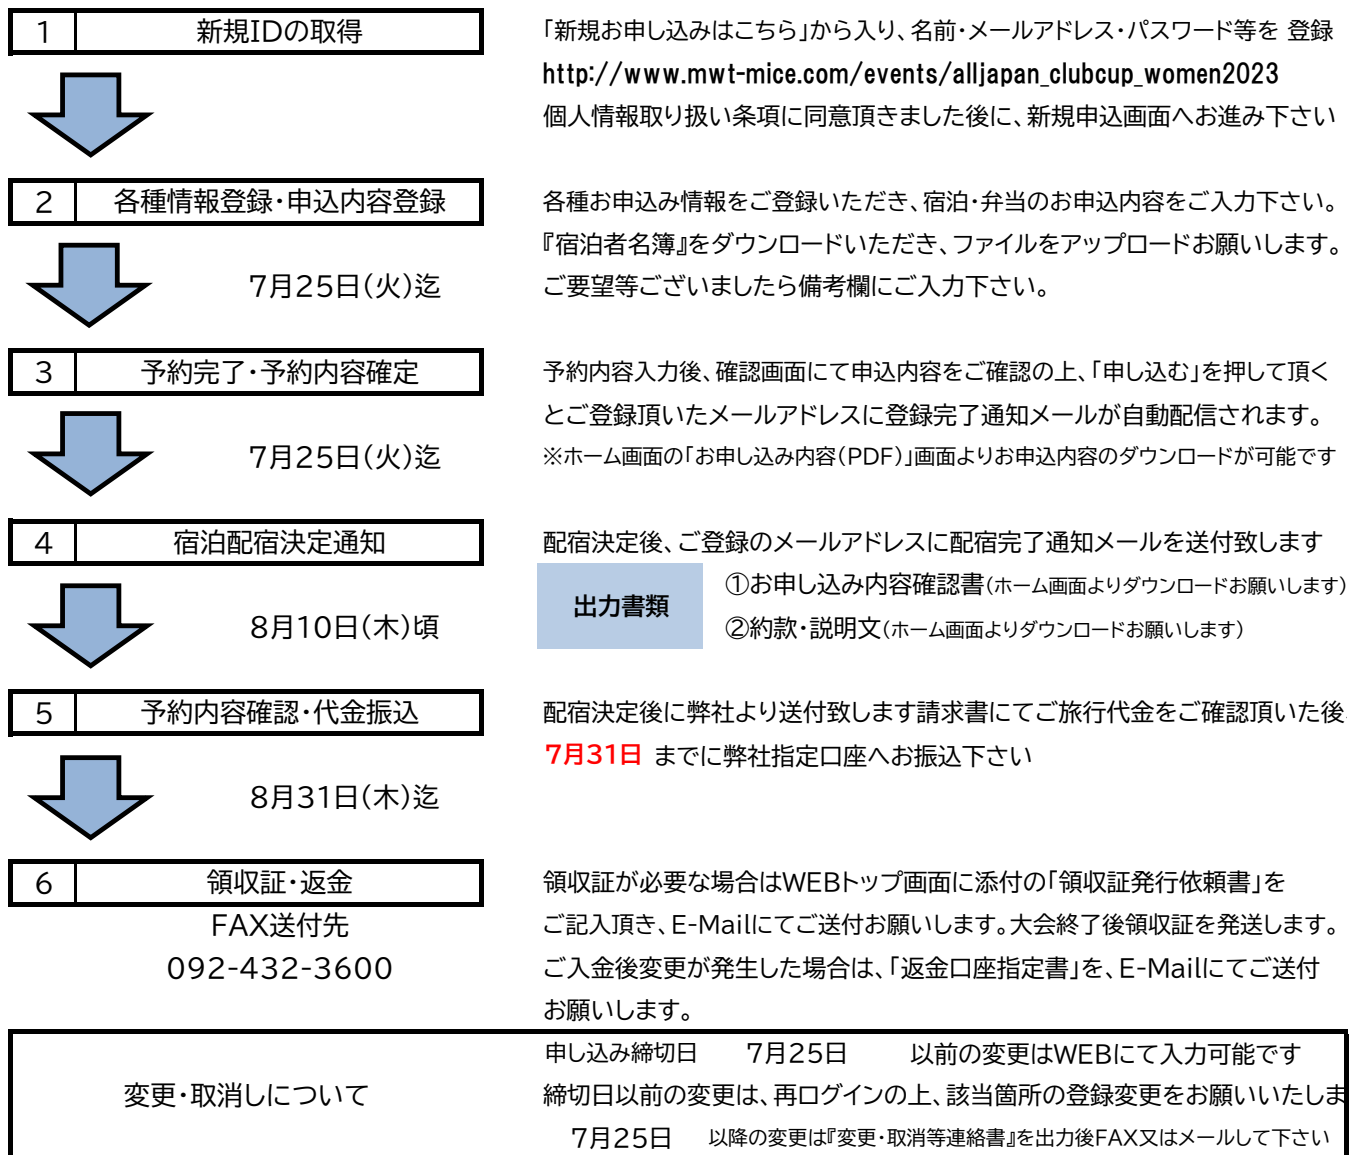 1 新規IDの取得
「新規お申し込みはこちら」から入り、名前・メールアドレス・パスワード等を 登録
http://www.mwt-mice.com/events/alljapan_clubcup_women2023
個人情報取り扱い条項に同意頂きました後に、新規申込画面へお進み下さい
2 各種情報登録・申込内容登録
各種お申込み情報をご登録いただき、宿泊・弁当のお申込内容をご入力下さい。
『宿泊者名簿』をダウンロードいただき、ファイルをアップロードお願いします。
7月25日(火)迄
ご要望等ございましたら備考欄にご入力下さい。
3 予約完了・予約内容確定
予約内容入力後、確認画面にて申込内容をご確認の上、「申し込む」を押して頂く
とご登録頂いたメールアドレスに登録完了通知メールが自動配信されます。
7月25日(火)迄
※ホーム画面の「お申し込み内容(PDF)」画面よりお申込内容のダウンロードが可能です
4 宿泊配宿決定通知
配宿決定後、ご登録のメールアドレスに配宿完了通知メールを送付致します
出力書類
①お申し込み内容確認書(ホーム画面よりダウンロードお願いします)
8月10日(木)頃
②約款・説明文(ホーム画面よりダウンロードお願いします)
5 予約内容確認・代金振込
配宿決定後に弊社より送付致します請求書にてご旅行代金をご確認頂いた後
7月31日 までに弊社指定口座へお振込下さい
8月31日(木)迄
6 領収証・返金
領収証が必要な場合はWEBトップ画面に添付の「領収証発行依頼書」を
FAX送付先
ご記入頂き、E-Mailにてご送付お願いします。大会終了後領収証を発送します。
092-432-3600
ご入金後変更が発生した場合は、「返金口座指定書」を、E-Mailにてご送付
お願いします。
変更・取消しについて
申し込み締切日 7月25日 以前の変更はWEBにて入力可能です
締切日以前の変更は、再ログインの上、該当箇所の登録変更をお願いいたしま
7月25日 以降の変更は『変更・取消等連絡書』を出力後FAX又はメールして下さい